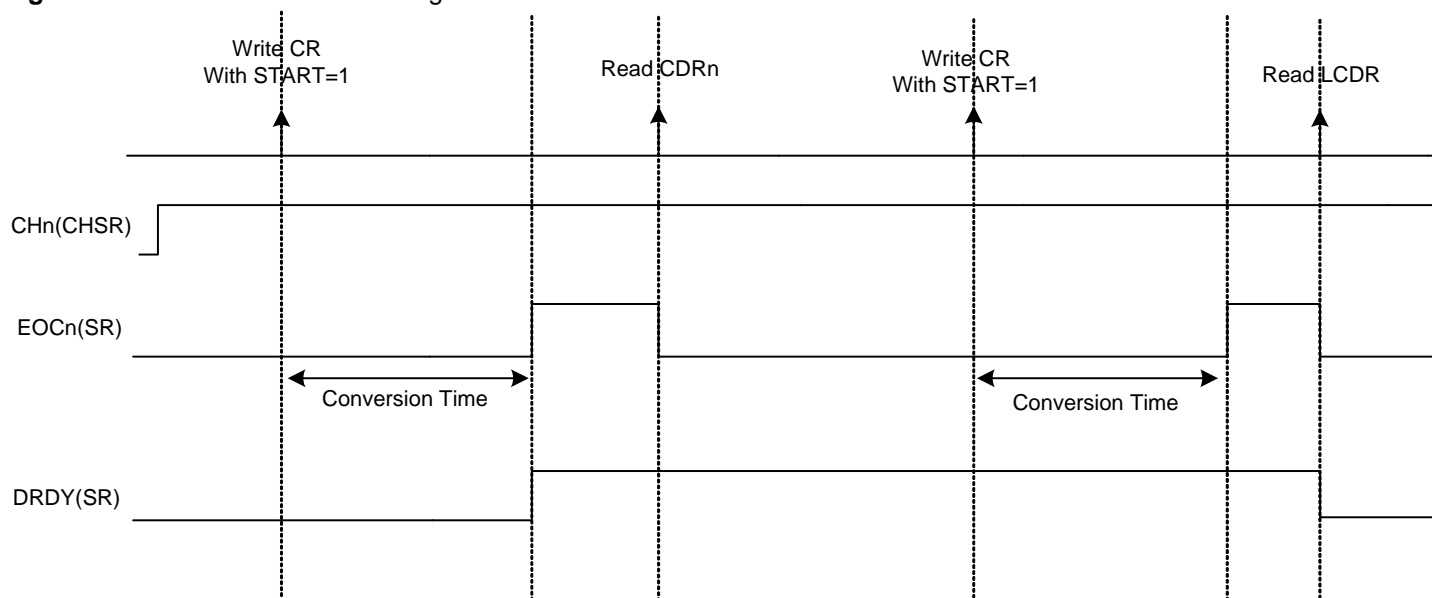 Write CR
With START=1
Read CDRn
Write CR
With START=1
Read LCDR
CHn(CHSR)
EOCn(SR)
Conversion Time
Conversion Time
DRDY(SR)